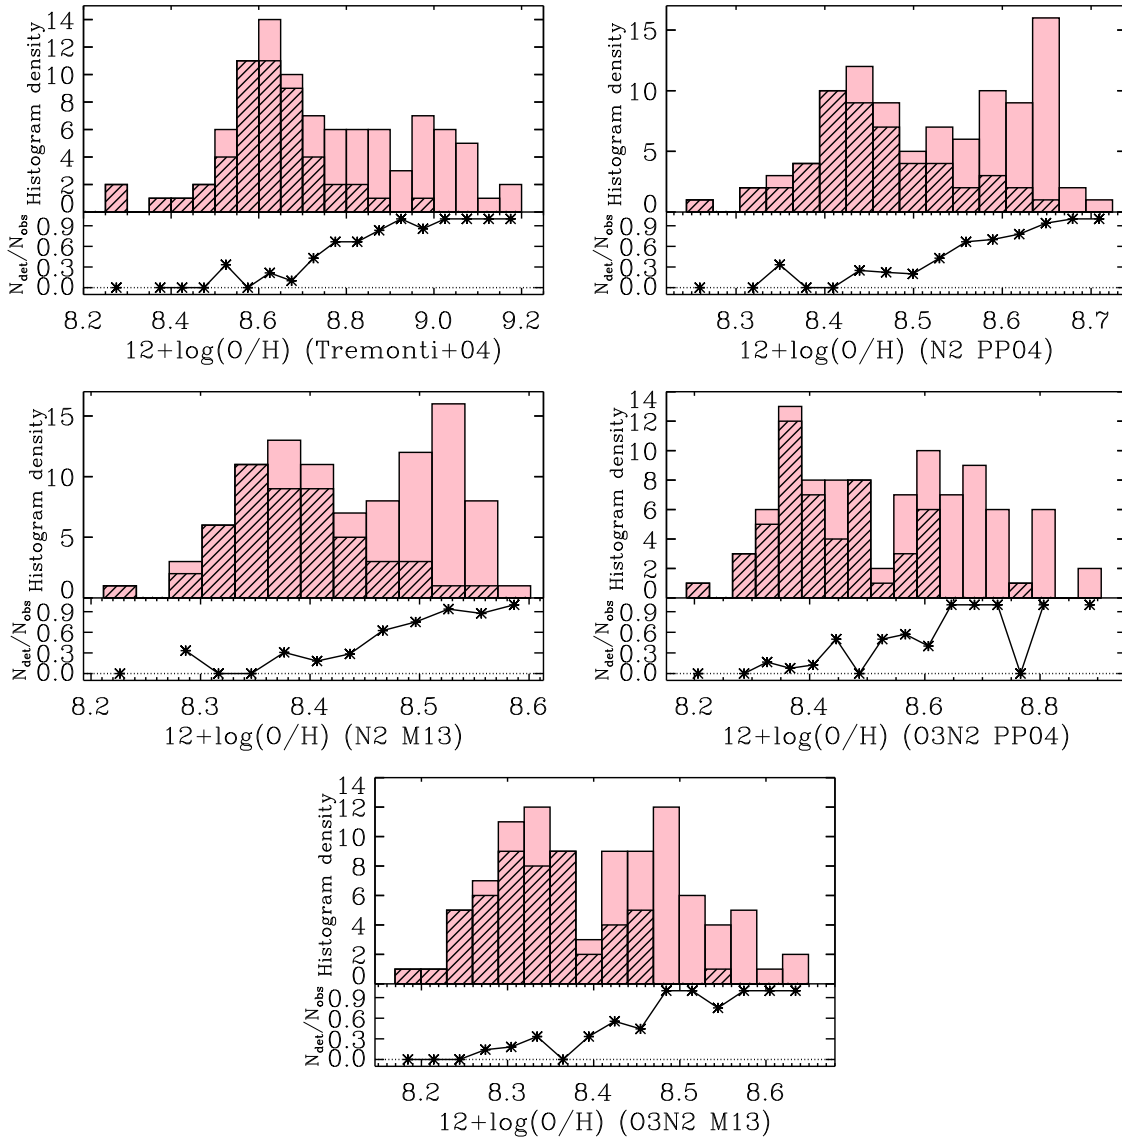 14
12
10
8
6
4
2
0
Histogram density
0.9
0.6
0.3
0.0
N_det/N_obs
8.2 8.4 8.6 8.8 9.0 9.2
12+log(O/H) (Tremonti+04)
15
10
5
0
Histogram density
0.9
0.6
0.3
0.0
N_det/N_obs
8.3 8.4 8.5 8.6 8.7
12+log(O/H) (N2 PP04)
15
10
5
0
Histogram density
0.9
0.6
0.3
0.0
N_det/N_obs
8.2 8.3 8.4 8.5 8.6
12+log(O/H) (N2 M13)
14
12
10
8
6
4
2
0
Histogram density
0.9
0.6
0.3
0.0
N_det/N_obs
8.2 8.4 8.6 8.8
12+log(O/H) (O3N2 PP04)
14
12
10
8
6
4
2
0
Histogram density
0.9
0.6
0.3
0.0
N_det/N_obs
8.2 8.3 8.4 8.5 8.6
12+log(O/H) (O3N2 M13)